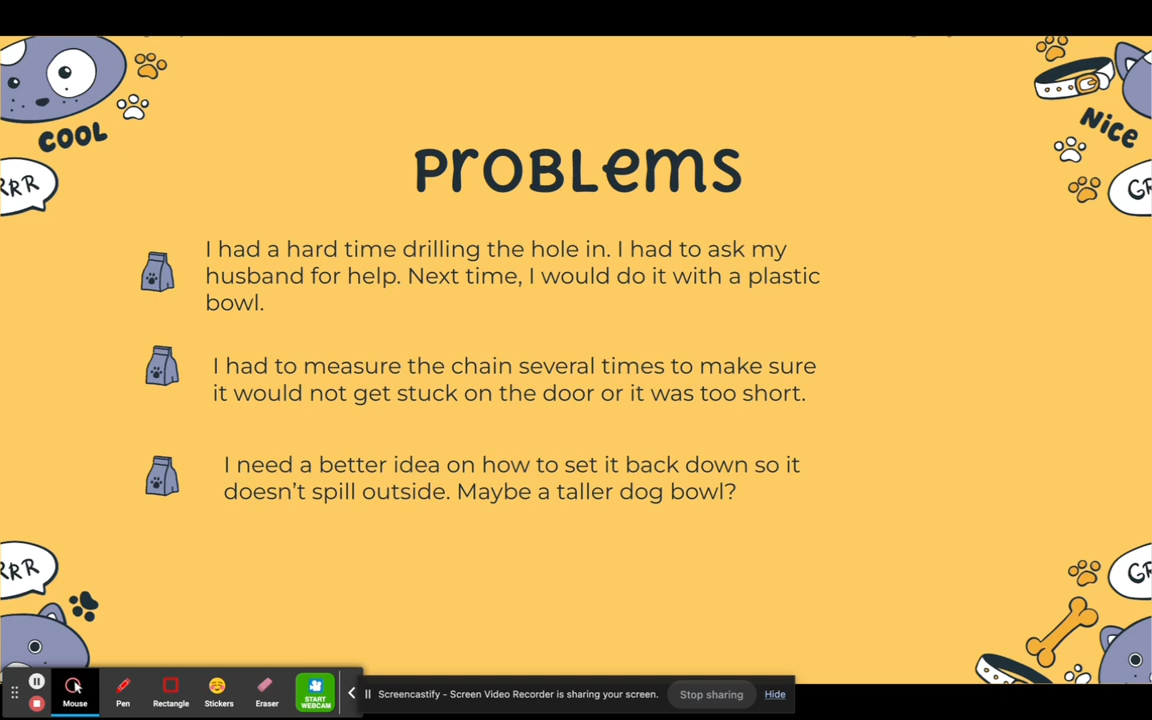 COOL
Nice
RRR
GR
Problems
I had a hard time drilling the hole in. I had to ask my
husband for help. Next time, I would do it with a plastic
bowl.
I had to measure the chain several times to make sure
it would not get stuck on the door or it was too short.
I need a better idea on how to set it back down so it
doesn’t spill outside. Maybe a taller dog bowl?
RRR
GR
Mouse
Pen
Rectangle
Stickers
Eraser
START
WEBCAM
Screencastify - Screen Video Recorder is sharing your screen.
Stop sharing
Hide